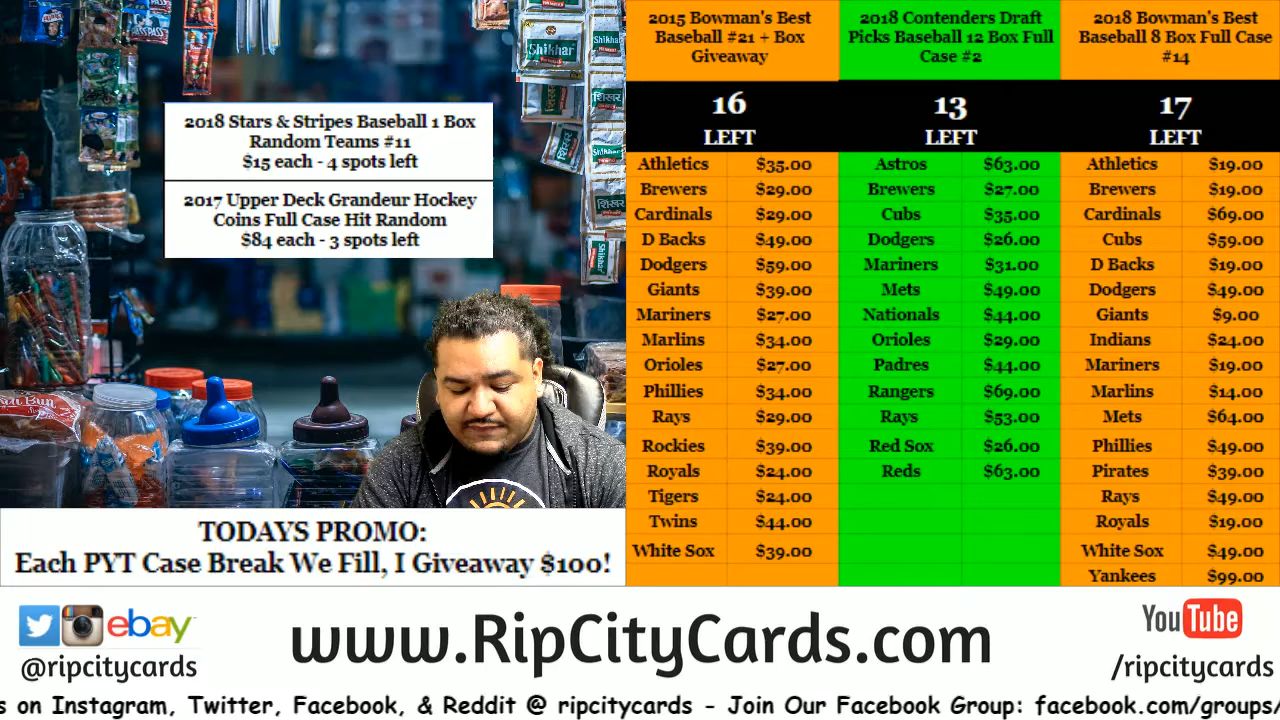 Shikhar
शिखर
Shikhar
शिखर
Shikhar
2018 Stars & Stripes Baseball 1 Box
Random Teams #11
$15 each - 4 spots left
2017 Upper Deck Grandeur Hockey
Coins Full Case Hit Random
$84 each - 3 spots left
TODAYS PROMO:
Each PYT Case Break We Fill, I Giveaway $100!
2015 Bowman's Best
Baseball #21 + Box
Giveaway
16
LEFT
Athletics $35.00
Brewers $29.00
Cardinals $29.00
D Backs $49.00
Dodgers $59.00
Giants $39.00
Mariners $27.00
Marlins $34.00
Orioles $27.00
Phillies $34.00
Rays $29.00
Rockies $39.00
Royals $24.00
Tigers $24.00
Twins $44.00
White Sox $39.00
2018 Contenders Draft
Picks Baseball 12 Box Full
Case #2
13
LEFT
Astros $63.00
Brewers $27.00
Cubs $35.00
Dodgers $26.00
Mariners $31.00
Mets $49.00
Nationals $44.00
Orioles $29.00
Padres $44.00
Rangers $69.00
Rays $53.00
Red Sox $26.00
Reds $63.00
2018 Bowman's Best
Baseball 8 Box Full Case
#14
17
LEFT
Athletics $19.00
Brewers $19.00
Cardinals $69.00
Cubs $59.00
D Backs $19.00
Dodgers $49.00
Giants $9.00
Indians $24.00
Mariners $19.00
Marlins $14.00
Mets $64.00
Phillies $49.00
Pirates $39.00
Rays $49.00
Royals $19.00
White Sox $49.00
Yankees $99.00
ebay
@ripcitycards
www.RipCityCards.com
YouTube
/ripcitycards
s on Instagram, Twitter, Facebook, & Reddit @ ripcitycards - Join Our Facebook Group: facebook.com/groups/